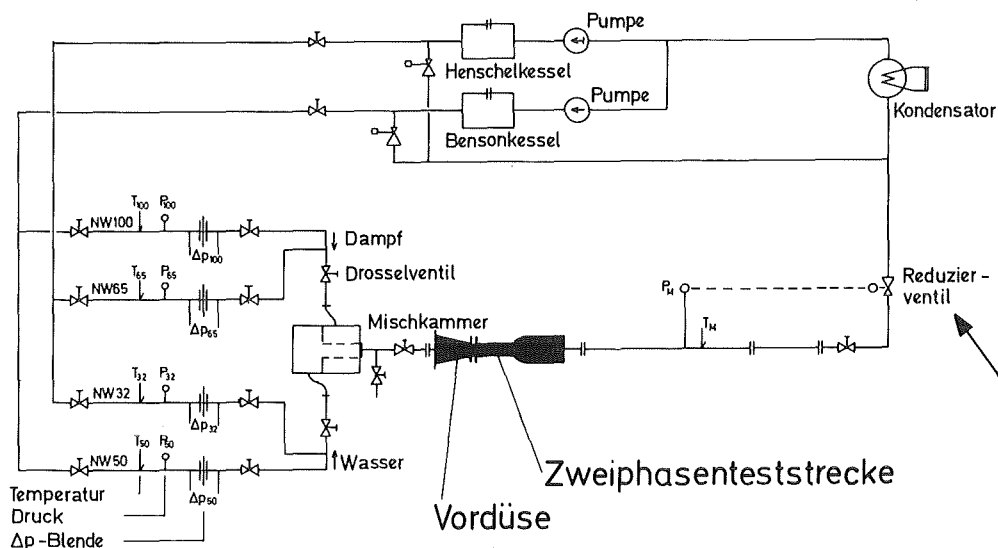 Pumpe
Henschelkessel
Pumpe
Bensonkessel
Kondensator
NW100 T100 P100
Δp100
Dampf
NW65 T65 P65
Δp65
Drosselventil
Mischkammer
PM
TM
Reduzier-
ventil
NW32 T32 P32
Δp32
NW50 T50 P50
Δp50
Wasser
Temperatur
Druck
Δp-Blende
Zweiphasenteststrecke
Vordüse